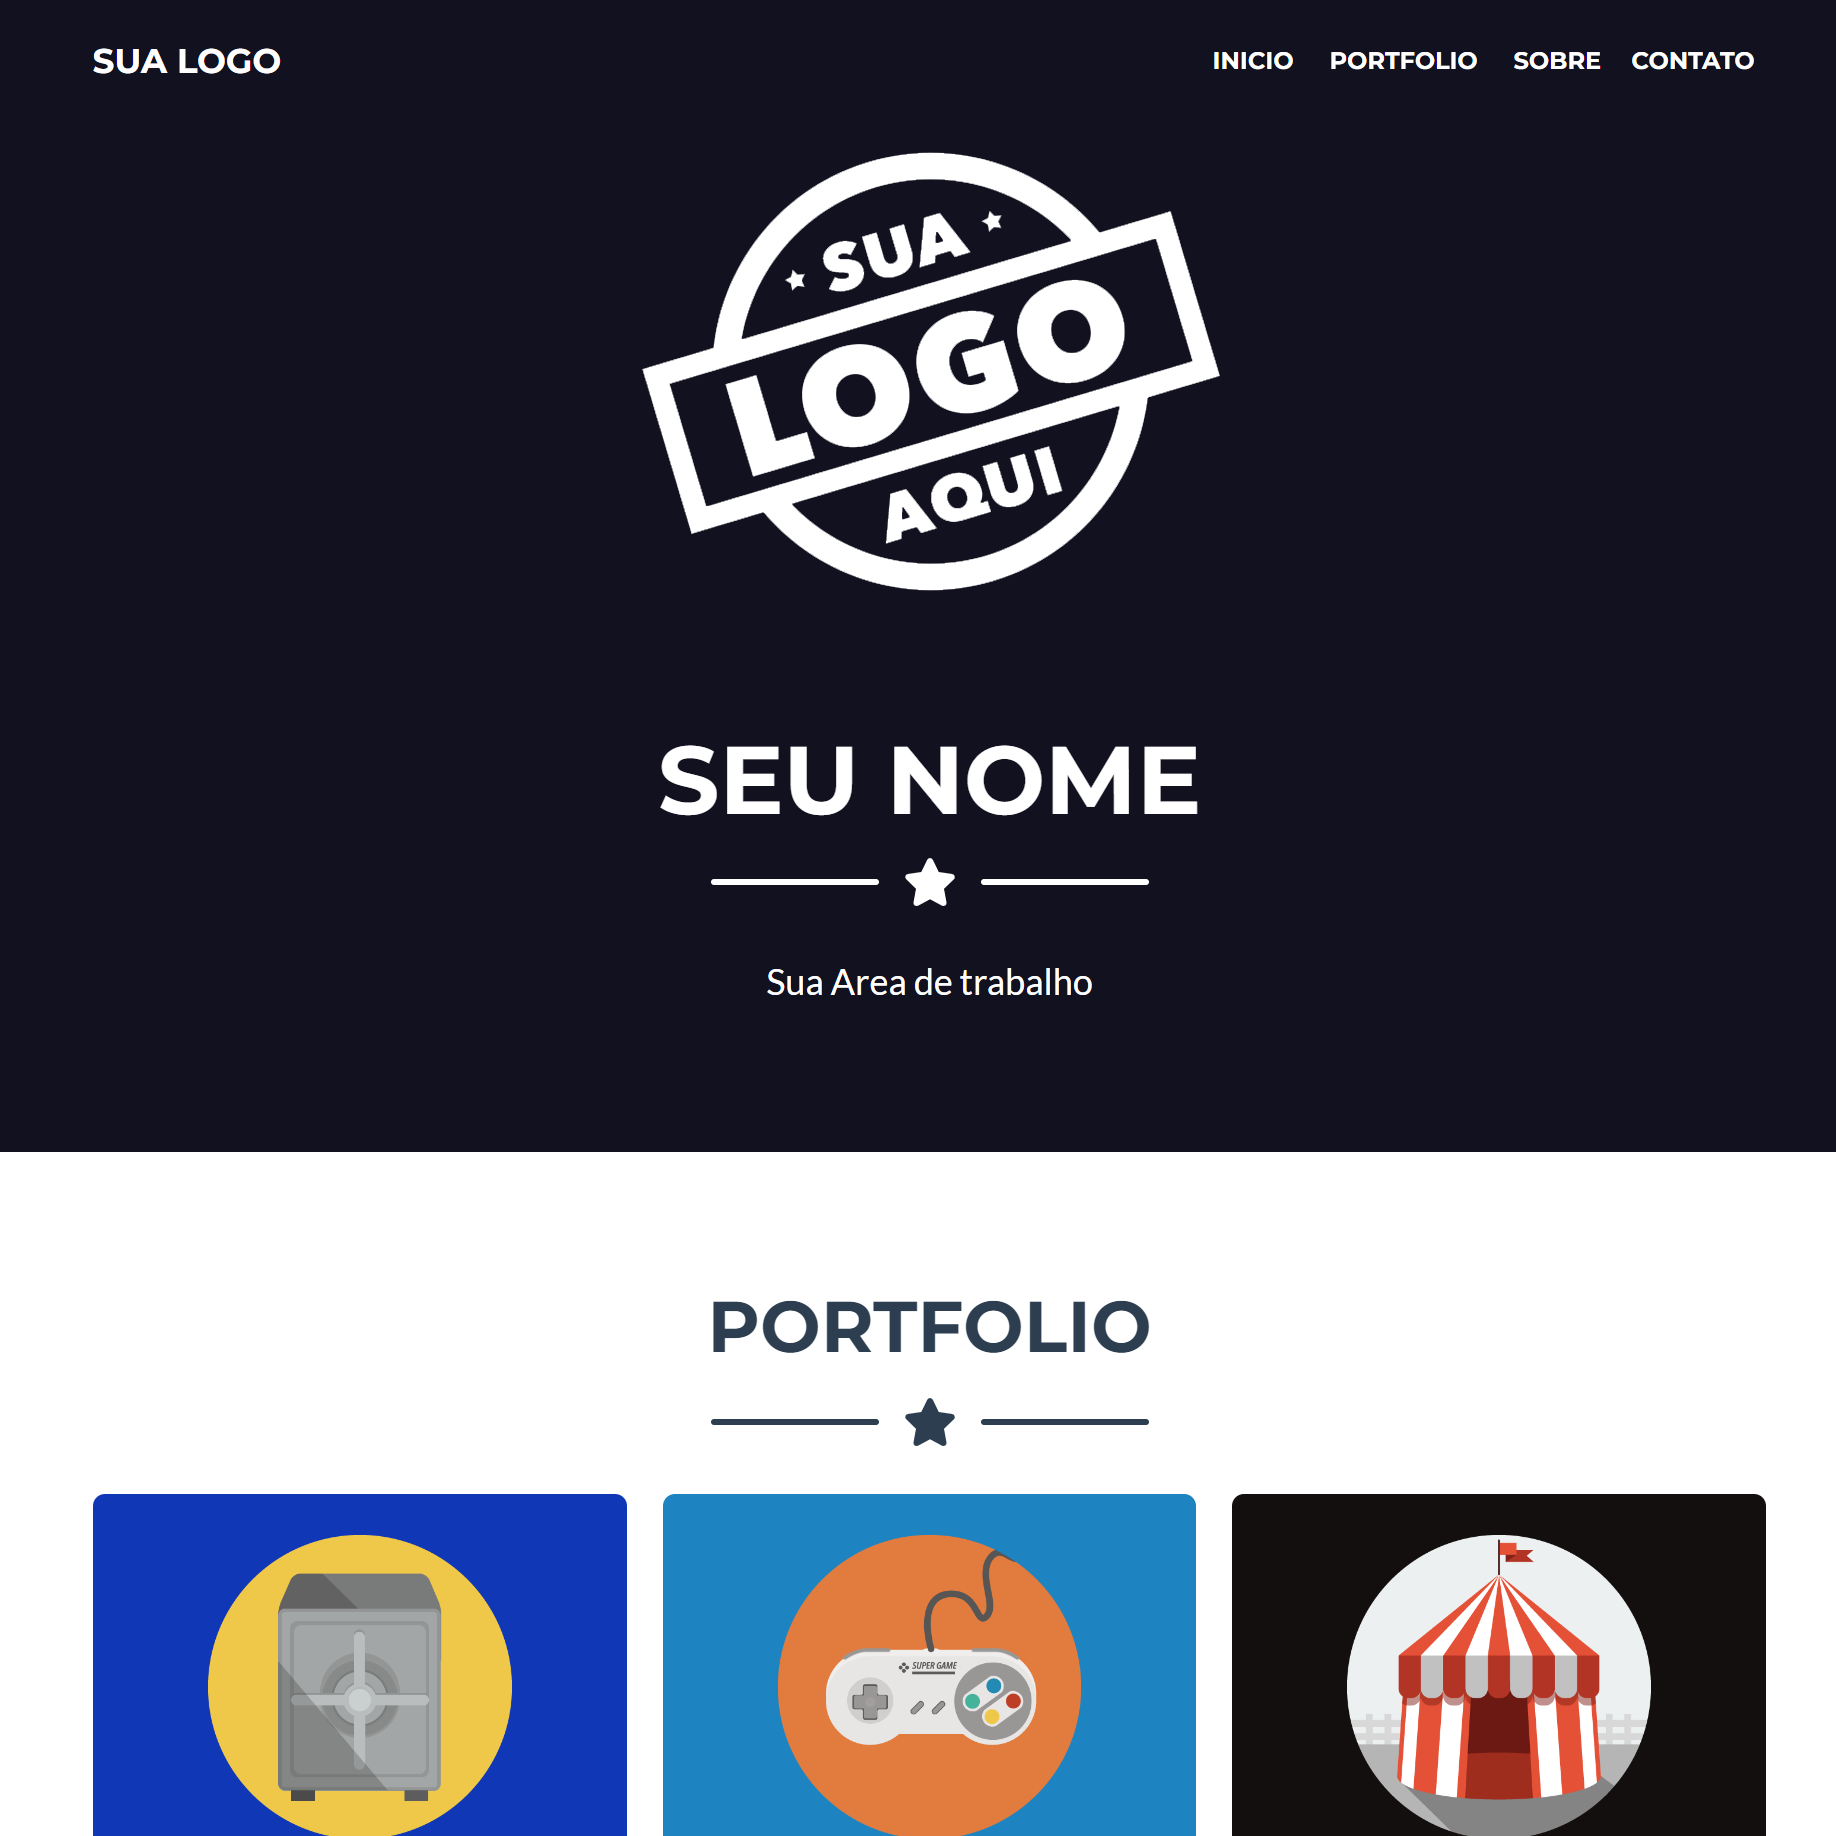 SUA LOGO
INICIO PORTFOLIO SOBRE CONTATO
SUA
LOGO
AQUI
SEU NOME
Sua Area de trabalho
PORTFOLIO
SUPER GAME